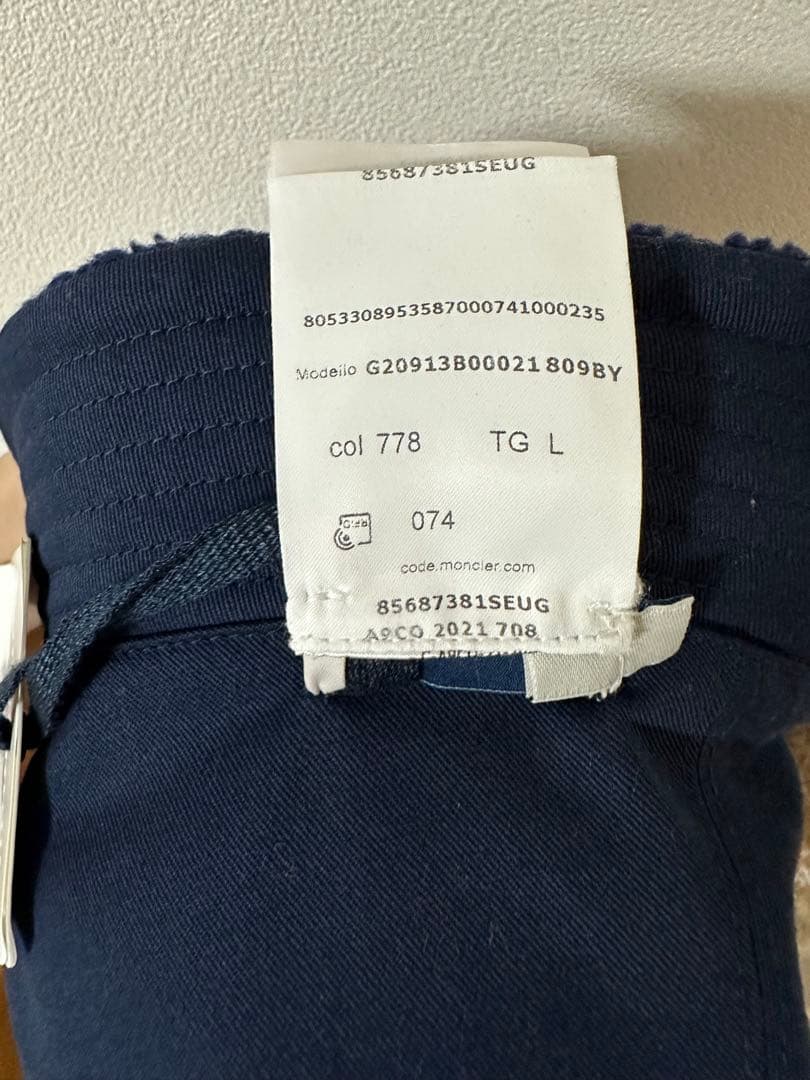 85687381SEUG
8053308953587000741000235
Modello G20913B00021 809BY
col 778 TG L
074
code.moncler.com
85687381SEUG
A9CO 2021 708